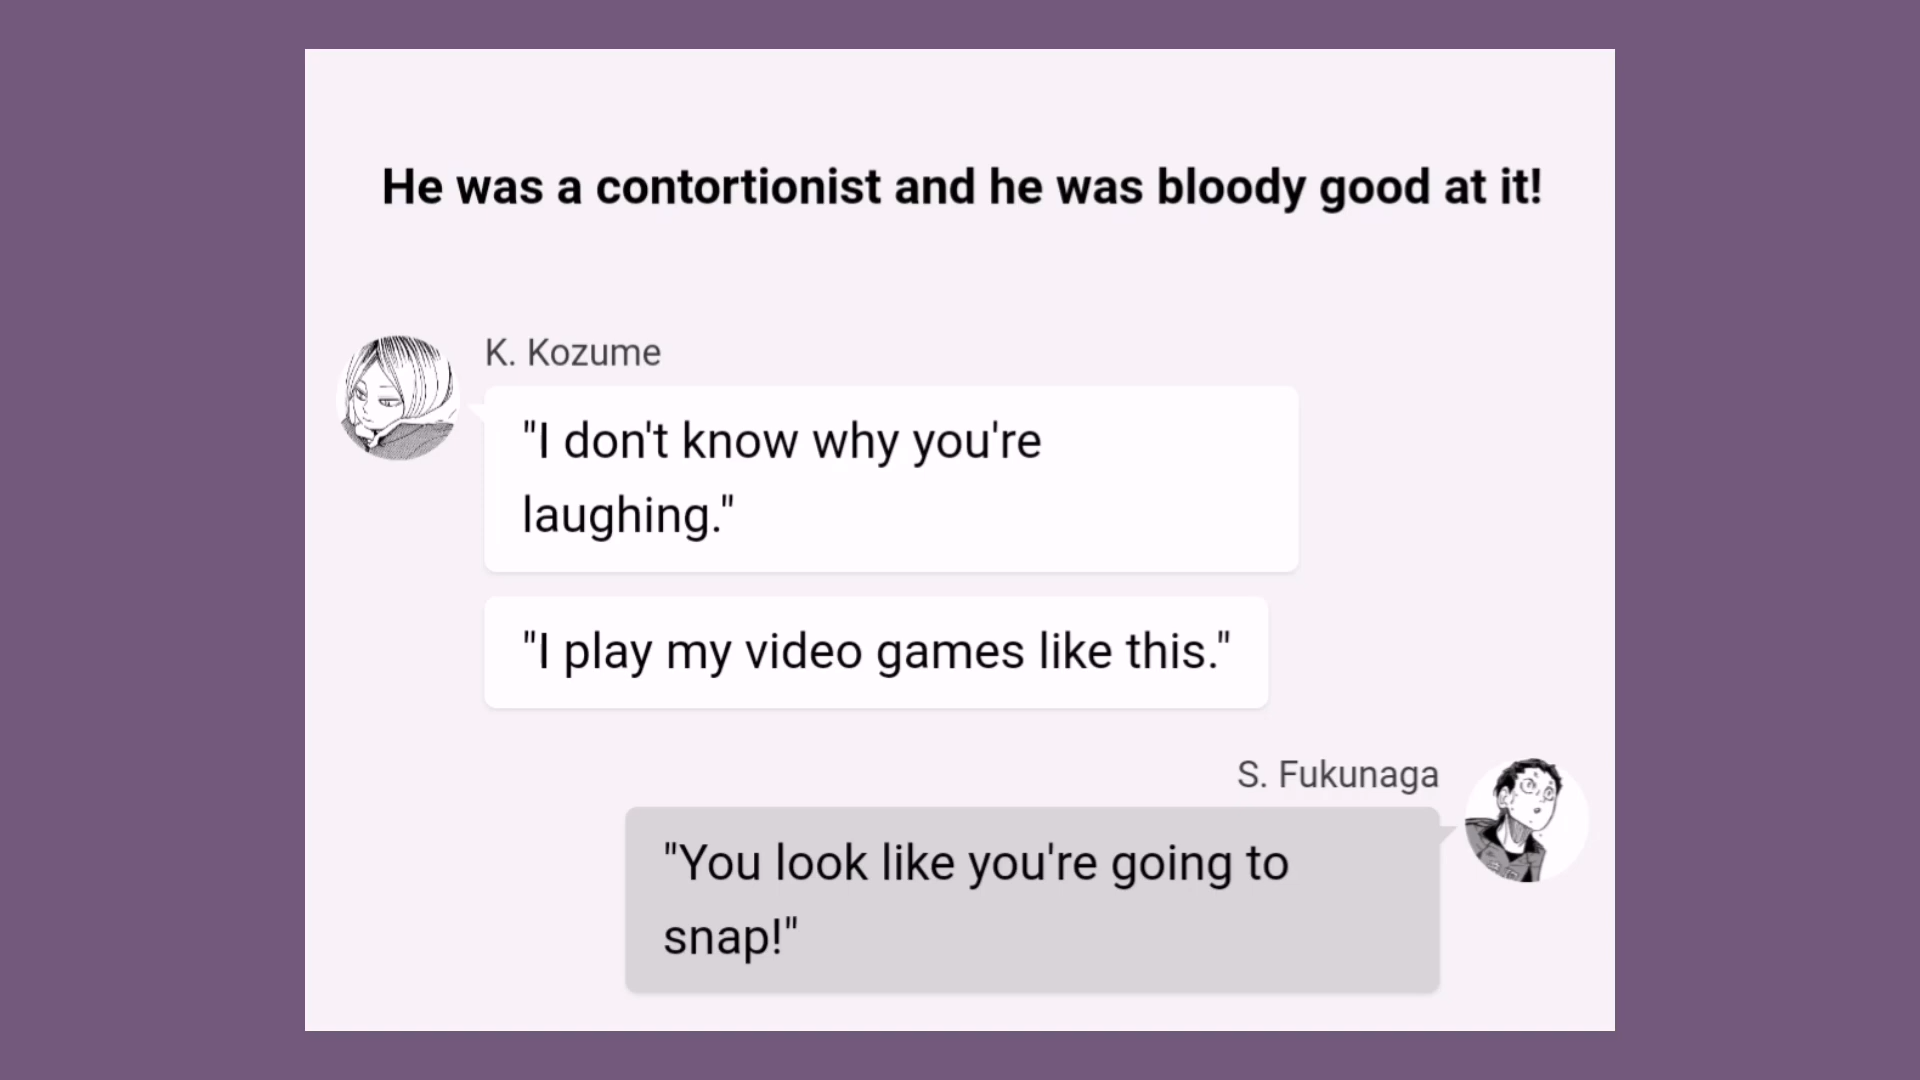 He was a contortionist and he was bloody good at it!
K. Kozume
"I don't know why you're
laughing."
"I play my video games like this."
S. Fukunaga
"You look like you're going to
snap!"